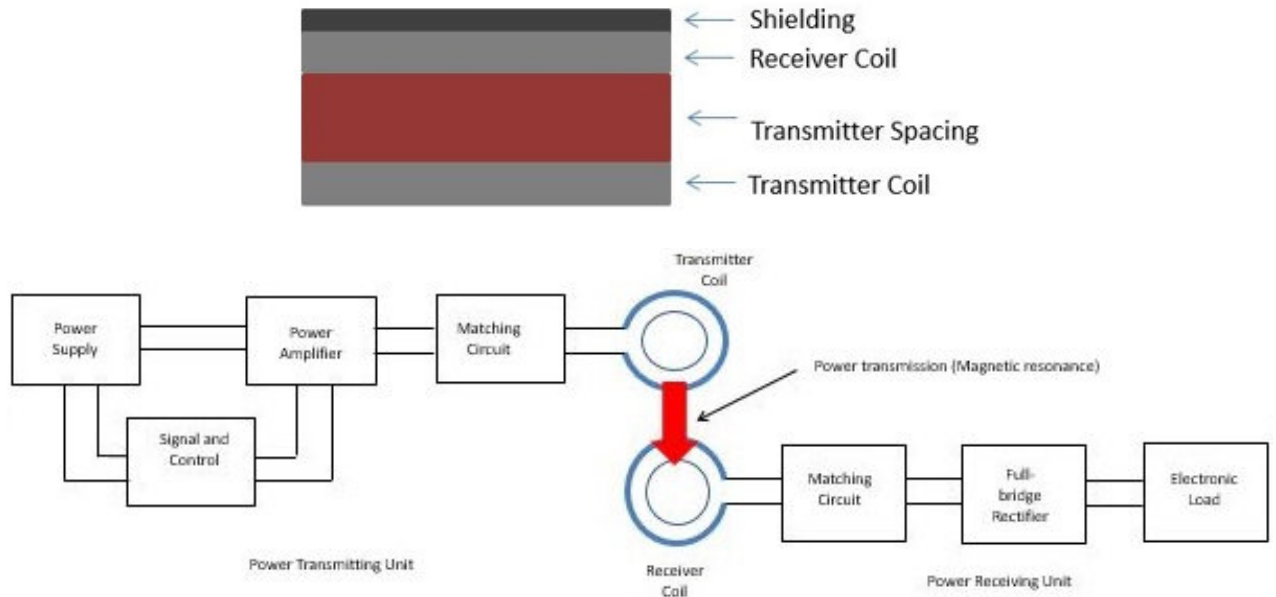 Shielding
Receiver Coil
Transmitter Spacing
Transmitter Coil
Transmitter
Coil
Power
Supply
Power
Amplifier
Matching
Circuit
Power transmission (Magnetic resonance)
Signal and
Control
Matching
Circuit
Full-
bridge
Rectifier
Electronic
Load
Power Transmitting Unit
Receiver
Coil
Power Receiving Unit